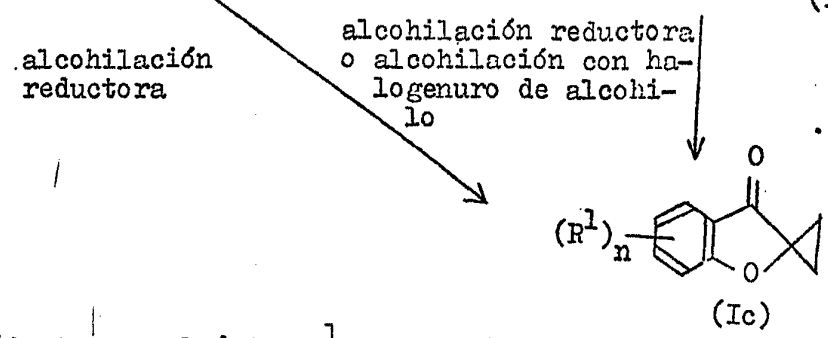 alcohilación reductora
o alcohilación con ha-
logenuro de alcohi-
lo
.alcohilación
reductora
O
(R¹)n
O
(Ic)